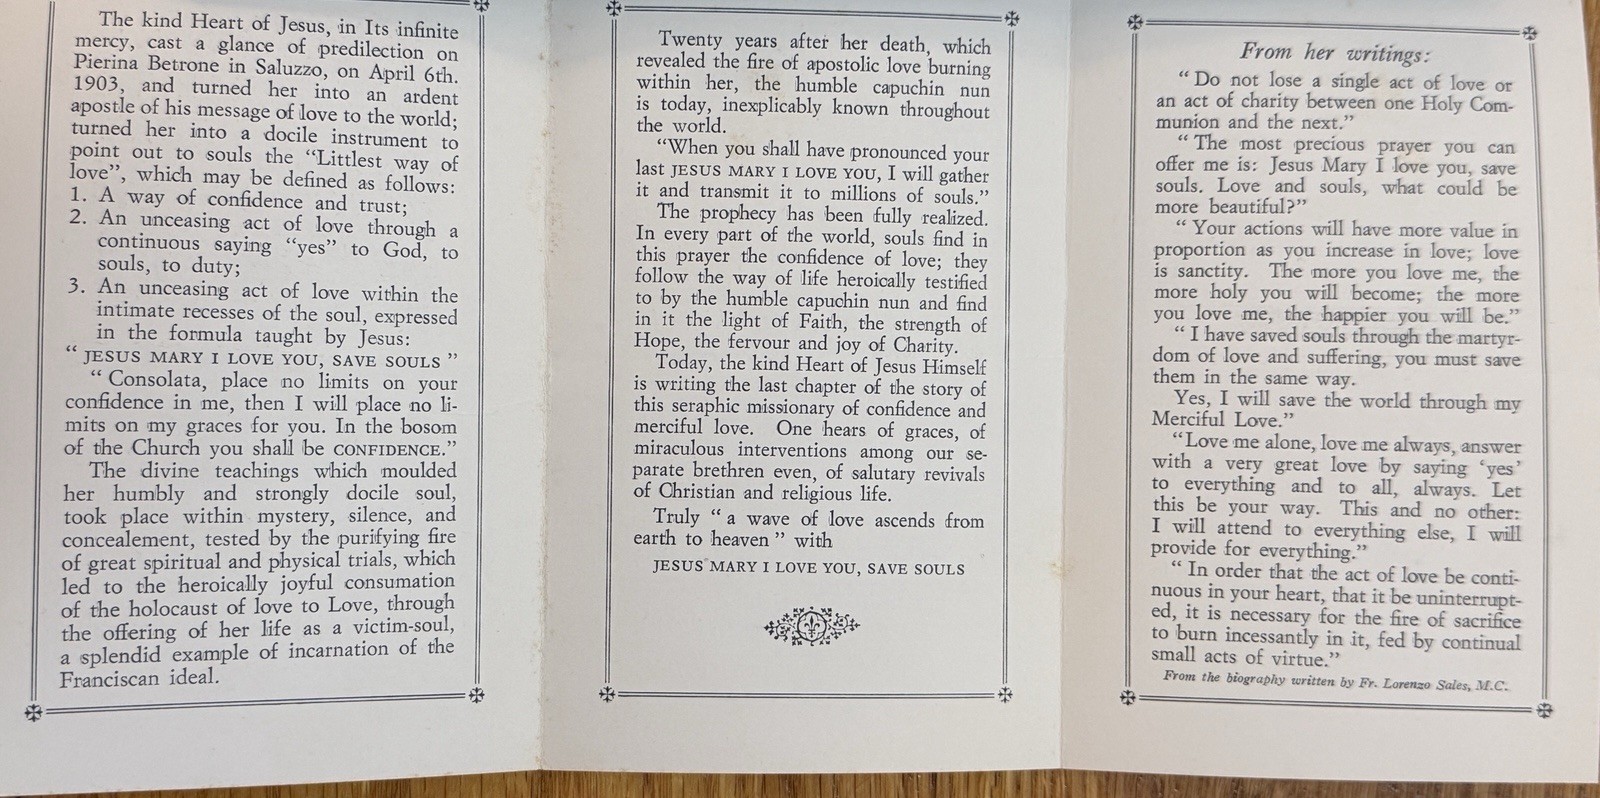 The kind Heart of Jesus, in Its infinite
mercy, cast a glance of predilection on
Pierina Betrone in Saluzzo, on April 6th.
1903, and turned her into an ardent
apostle of his message of love to the world;
turned her into a docile instrument to
point out to souls the "Littlest way of
love", which may be defined as follows:
1. A way of confidence and trust;
2. An unceasing act of love through a
continuous saying "yes" to God, to
souls, to duty;
3. An unceasing act of love within the
intimate recesses of the soul, expressed
in the formula taught by Jesus:
" JESUS MARY I LOVE YOU, SAVE SOULS "
" Consolata, place no limits on your
confidence in me, then I will place no li-
mits on my graces for you. In the bosom
of the Church you shall be CONFIDENCE."
The divine teachings which moulded
her humbly and strongly docile soul,
took place within mystery, silence, and
concealement, tested by the purifying fire
of great spiritual and physical trials, which
led to the heroically joyful consumation
of the holocaust of love to Love, through
the offering of her life as a victim-soul,
a splendid example of incarnation of the
Franciscan ideal.
Twenty years after her death, which
revealed the fire of apostolic love burning
within her, the humble capuchin nun
is today, inexplicably known throughout
the world.
"When you shall have pronounced your
last JESUS MARY I LOVE YOU, I will gather
it and transmit it to millions of souls."
The prophecy has been fully realized.
In every part of the world, souls find in
this prayer the confidence of love; they
follow the way of life heroically testified
to by the humble capuchin nun and find
in it the light of Faith, the strength of
Hope, the fervour and joy of Charity.
Today, the kind Heart of Jesus Himself
is writing the last chapter of the story of
this seraphic missionary of confidence and
merciful love. One hears of graces, of
miraculous interventions among our se-
parate brethren even, of salutary revivals
of Christian and religious life.
Truly " a wave of love ascends from
earth to heaven " with
JESUS MARY I LOVE YOU, SAVE SOULS
From her writings:
" Do not lose a single act of love or
an act of charity between one Holy Com-
munion and the next."
" The most precious prayer you can
offer me is: Jesus Mary I love you, save
souls. Love and souls, what could be
more beautiful?"
" Your actions will have more value in
proportion as you increase in love; love
is sanctity. The more you love me, the
more holy you will become; the more
you love me, the happier you will be."
" I have saved souls through the martyr-
dom of love and suffering, you must save
them in the same way.
Yes, I will save the world through my
Merciful Love."
"Love me alone, love me always, answer
with a very great love by saying 'yes'
to everything and to all, always. Let
this be your way. This and no other:
I will attend to everything else, I will
provide for everything."
" In order that the act of love be conti-
nuous in your heart, that it be uninterrupt-
ed, it is necessary for the fire of sacrifice
to burn incessantly in it, fed by continual
small acts of virtue."
From the biography written by Fr. Lorenzo Sales, M.C.